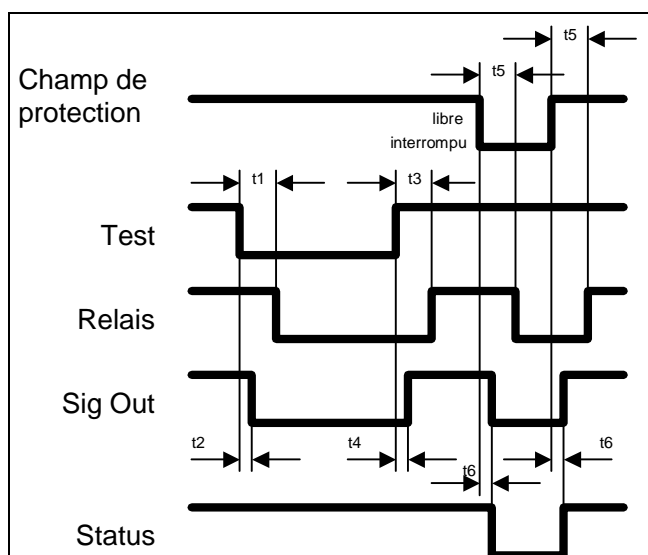 t5
t5
Champ de
protection
libre
interrompu
t1
t3
Test
Relais
Sig Out
t2
t4
t6
t6
Status